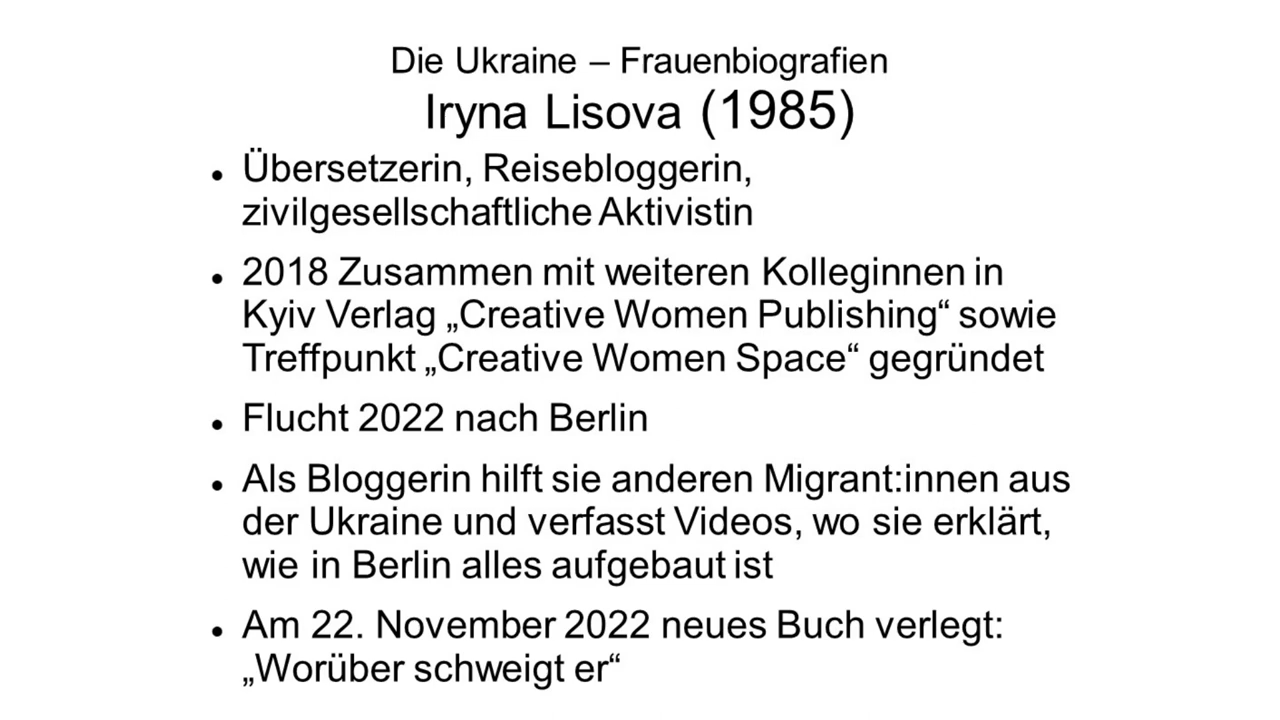 Die Ukraine – Frauenbiografien
Iryna Lisova (1985)
• Übersetzerin, Reisebloggerin,
zivilgesellschaftliche Aktivistin
• 2018 Zusammen mit weiteren Kolleginnen in
Kyiv Verlag „Creative Women Publishing“ sowie
Treffpunkt „Creative Women Space“ gegründet
• Flucht 2022 nach Berlin
• Als Bloggerin hilft sie anderen Migrant:innen aus
der Ukraine und verfasst Videos, wo sie erklärt,
wie in Berlin alles aufgebaut ist
• Am 22. November 2022 neues Buch verlegt:
„Worüber schweigt er“